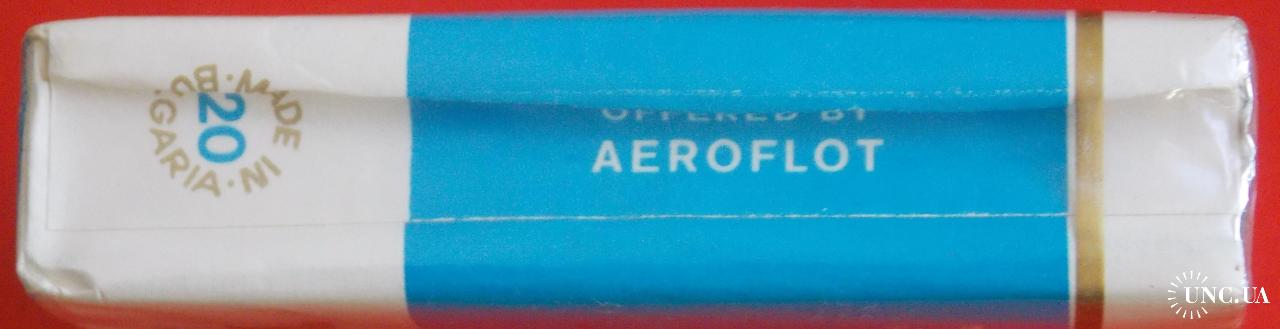 MADE IN BULGARIA
20
OFFERED BY
AEROFLOT
UNC.UA